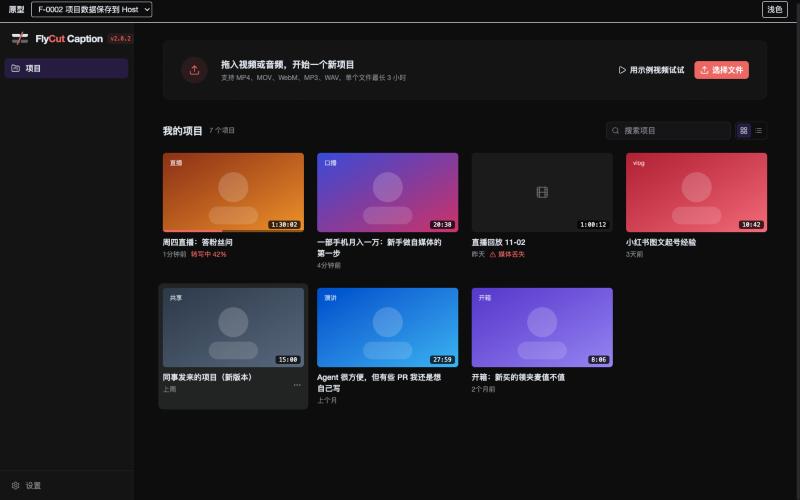 原型 F-0002 项目数据保存到 Host 浅色
FlyCut Caption v2.0.2
项目
拖入视频或音频，开始一个新项目
支持 MP4、MOV、WebM、MP3、WAV，单个文件最长 3 小时
用示例视频试试 选择文件
我的项目 7 个项目 搜索项目
直播
1:30:02
周四直播：答粉丝问
1分钟前 转写中 42%
口播
20:38
一部手机月入一万：新手做自媒体的
第一步
4分钟前
1:00:12
直播回放 11-02
昨天 媒体丢失
vlog
10:42
小红书图文起号经验
3天前
共享
15:00
同事发来的项目（新版本）
上周
演讲
27:59
Agent 很方便，但有些 PR 我还是想
自己写
上个月
开箱
8:06
开箱：新买的领夹麦值不值
2个月前
设置